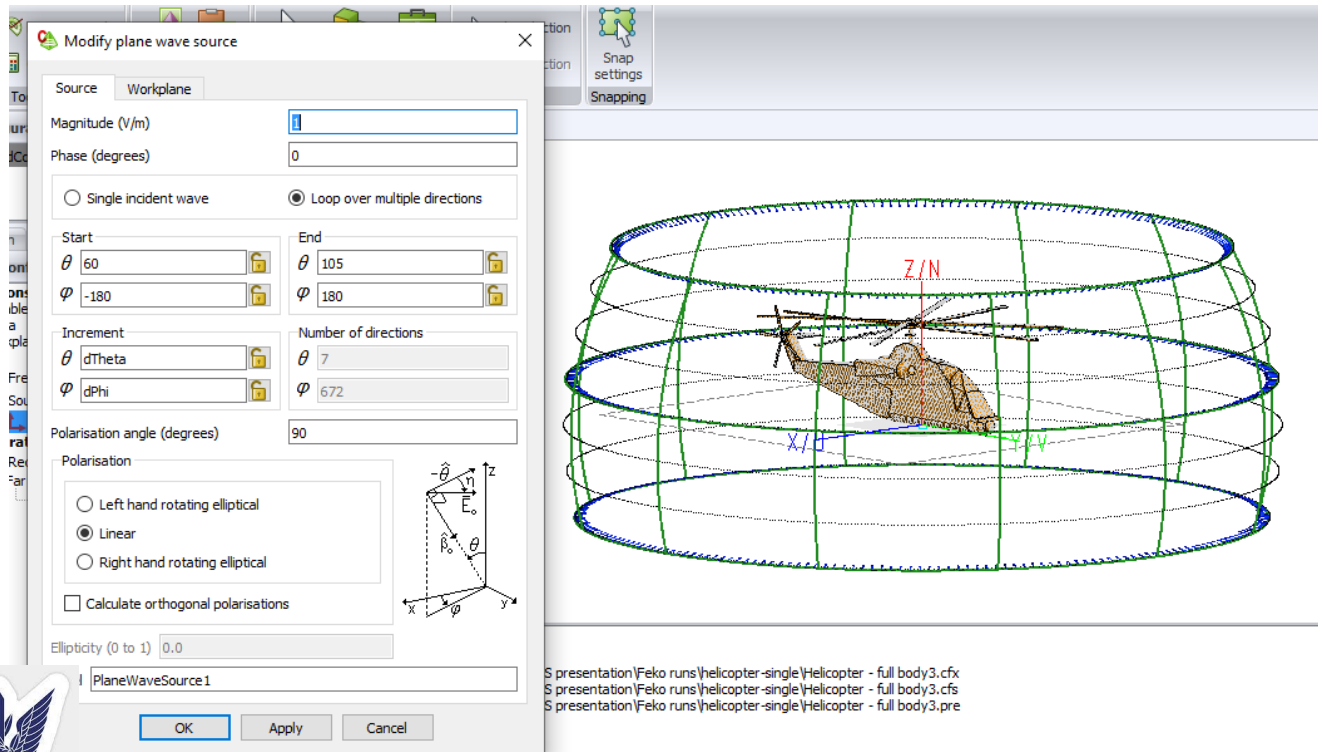 Modify plane wave source
ction
Snap
settings
ction
Snapping
Source Workplane
Magnitude (V/m) 1
Phase (degrees) 0
Single incident wave Loop over multiple directions
Start End
θ 60 θ 105
φ -180 φ 180
Increment Number of directions
θ dTheta θ 7
φ dPhi φ 672
Polarisation angle (degrees) 90
Polarisation
Left hand rotating elliptical
Linear
Right hand rotating elliptical
Calculate orthogonal polarisations
Ellipticity (0 to 1) 0.0
PlaneWaveSource1
OK Apply Cancel
-θ̂ η z
E₀
β̂₀ θ
x φ y
Z/N
X/U Y/V
S presentation\Feko runs\helicopter-single\Helicopter - full body3.cfx
S presentation\Feko runs\helicopter-single\Helicopter - full body3.cfs
S presentation\Feko runs\helicopter-single\Helicopter - full body3.pre